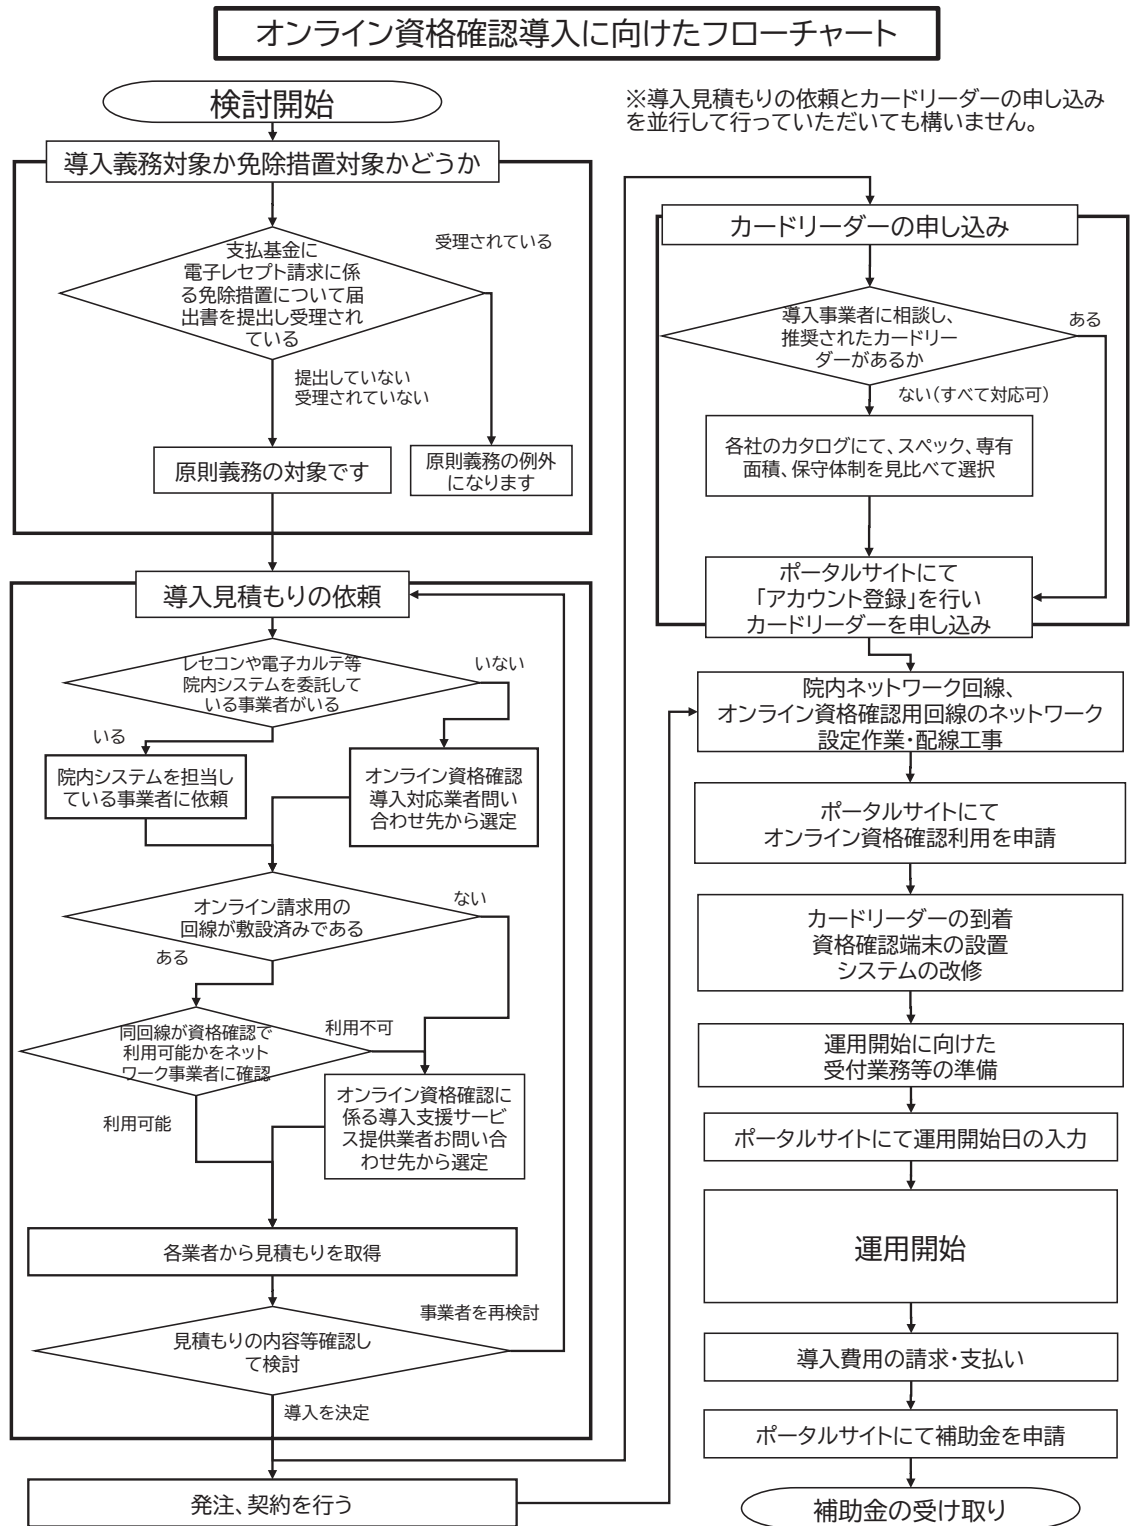 オンライン資格確認導入に向けたフローチャート
検討開始
導入義務対象か免除措置対象かどうか
支払基金に
電子レセプト請求に係
る免除措置について届
出書を提出し受理され
ている
受理されている
提出していない
受理されていない
原則義務の対象です
原則義務の例外
になります
導入見積もりの依頼
レセコンや電子カルテ等
院内システムを委託して
いる事業者がいる
いない
いる
院内システムを担当し
ている事業者に依頼
オンライン資格確認
導入対応業者問い
合わせ先から選定
オンライン請求用の
回線が敷設済みである
ない
ある
同回線が資格確認で
利用可能かをネット
ワーク事業者に確認
利用不可
利用可能
オンライン資格確認に
係る導入支援サービ
ス提供業者お問い合
わせ先から選定
各業者から見積もりを取得
見積もりの内容等確認し
て検討
事業者を再検討
導入を決定
発注、契約を行う
※導入見積もりの依頼とカードリーダーの申し込み
を並行して行っていただいても構いません。
カードリーダーの申し込み
導入事業者に相談し、
推奨されたカードリー
ダーがあるか
ある
ない(すべて対応可)
各社のカタログにて、スペック、専有
面積、保守体制を見比べて選択
ポータルサイトにて
「アカウント登録」を行い
カードリーダーを申し込み
院内ネットワーク回線、
オンライン資格確認用回線のネットワーク
設定作業・配線工事
ポータルサイトにて
オンライン資格確認利用を申請
カードリーダーの到着
資格確認端末の設置
システムの改修
運用開始に向けた
受付業務等の準備
ポータルサイトにて運用開始日の入力
運用開始
導入費用の請求・支払い
ポータルサイトにて補助金を申請
補助金の受け取り